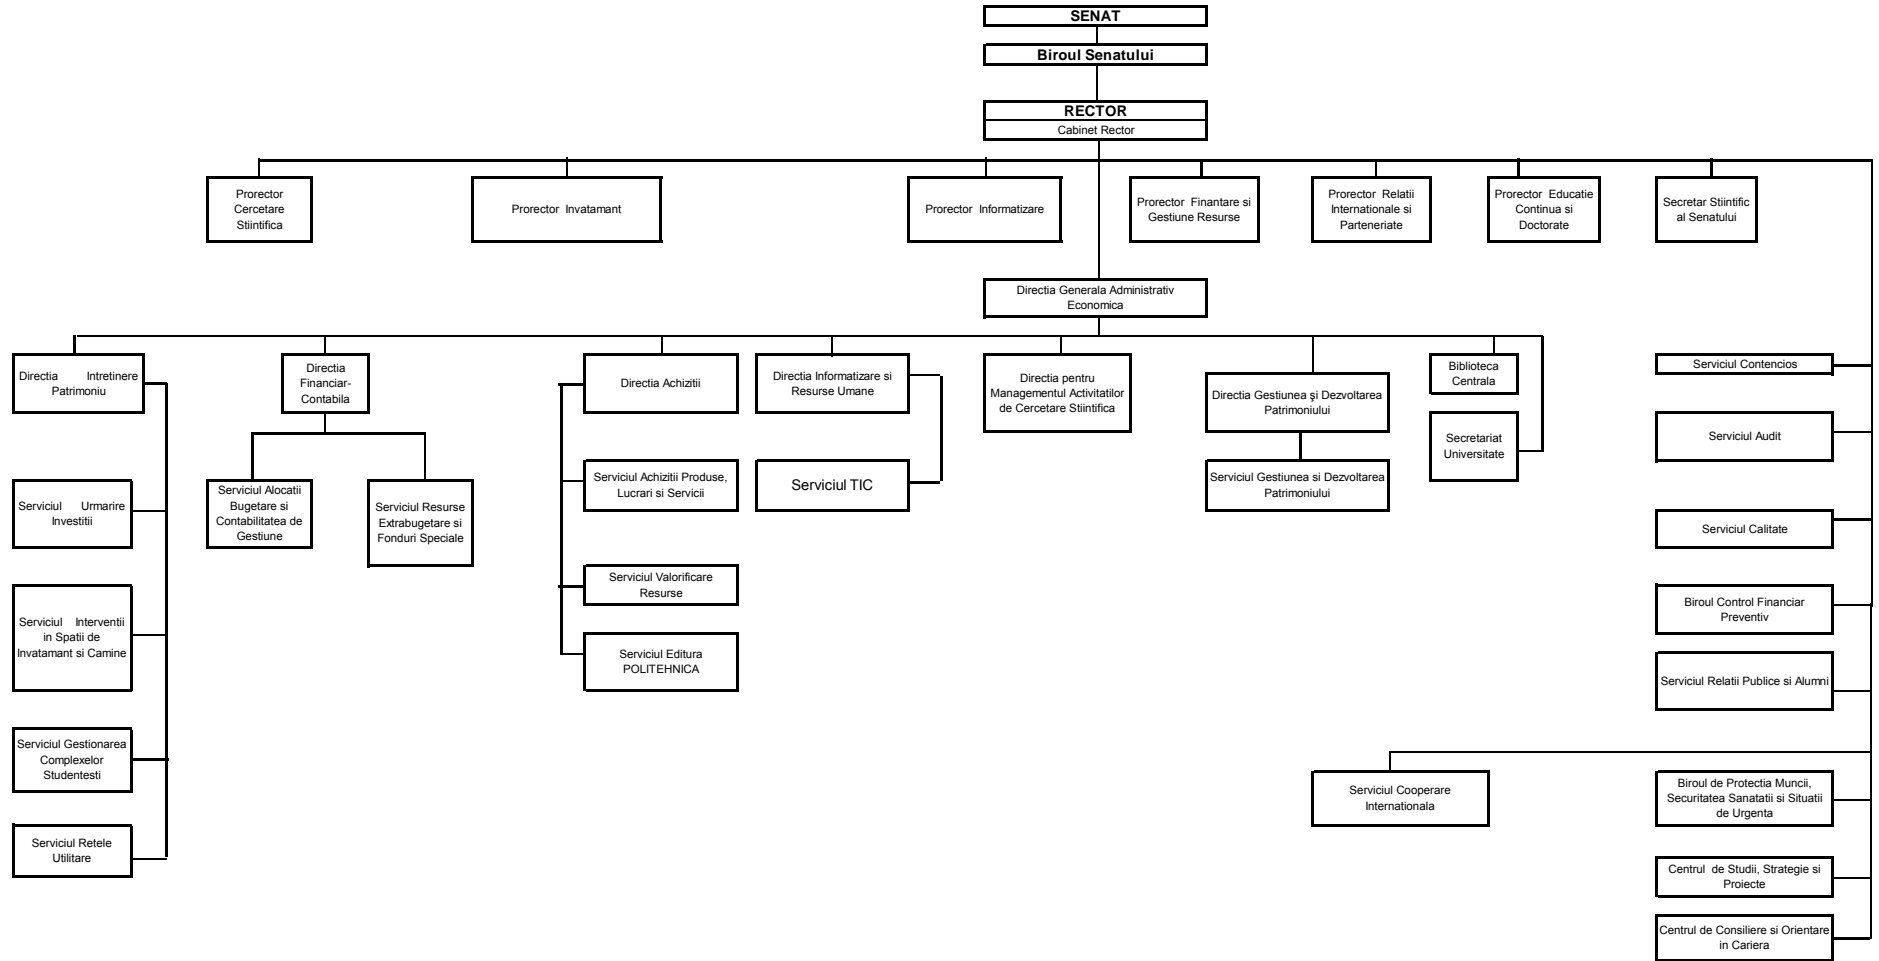 SENAT
Biroul Senatului
RECTOR
Cabinet Rector
Prorector
Cercetare
Stiintifica
Prorector Invatamant
Prorector Informatizare
Prorector Finantare si
Gestiune Resurse
Prorector Relatii
Internationale si
Parteneriate
Prorector Educatie
Continua si
Doctorate
Secretar Stiintific
al Senatului
Directia Generala Administrativ
Economica
Directia Intretinere
Patrimoniu
Directia
Financiar-
Contabila
Directia Achizitii
Directia Informatizare si
Resurse Umane
Directia pentru
Managementul Activitatilor
de Cercetare Stiintifica
Directia Gestiunea și Dezvoltarea
Patrimoniului
Biblioteca
Centrala
Serviciul Contencios
Secretariat
Universitate
Serviciul Audit
Serviciul Urmarire
Investitii
Serviciul Alocatii
Bugetare si
Contabilitatea de
Gestiune
Serviciul Resurse
Extrabugetare si
Fonduri Speciale
Serviciul Achizitii Produse,
Lucrari si Servicii
Serviciul TIC
Serviciul Gestiunea si Dezvoltarea
Patrimoniului
Serviciul Calitate
Serviciul Interventii
in Spatii de
Invatamant si Camine
Serviciul Valorificare
Resurse
Biroul Control Financiar
Preventiv
Serviciul Editura
POLITEHNICA
Serviciul Relatii Publice si Alumni
Serviciul Gestionarea
Complexelor
Studentesti
Serviciul Cooperare
Internationala
Biroul de Protectia Muncii,
Securitatea Sanatatii si Situatii
de Urgenta
Serviciul Retele
Utilitare
Centrul de Studii, Strategie si
Proiecte
Centrul de Consiliere si Orientare
in Cariera